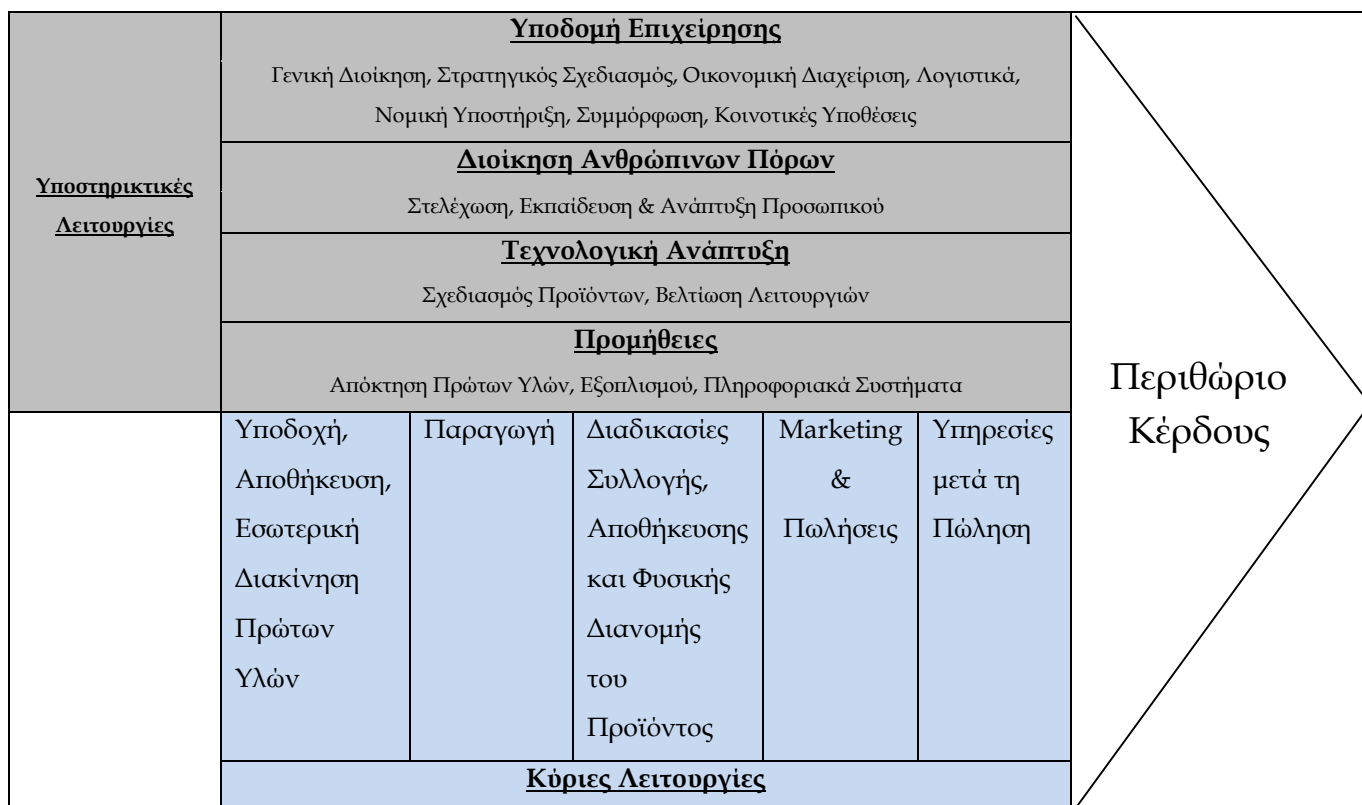 Υποδομή Επιχείρησης
Γενική Διοίκηση, Στρατηγικός Σχεδιασμός, Οικονομική Διαχείριση, Λογιστικά,
Νομική Υποστήριξη, Συμμόρφωση, Κοινοτικές Υποθέσεις
Υποστηρικτικές
Λειτουργίες
Διοίκηση Ανθρώπινων Πόρων
Στελέχωση, Εκπαίδευση & Ανάπτυξη Προσωπικού
Τεχνολογική Ανάπτυξη
Σχεδιασμός Προϊόντων, Βελτίωση Λειτουργιών
Προμήθειες
Απόκτηση Πρώτων Υλών, Εξοπλισμού, Πληροφοριακά Συστήματα
Υποδοχή,
Αποθήκευση,
Εσωτερική
Διακίνηση
Πρώτων
Υλών
Παραγωγή
Διαδικασίες
Συλλογής,
Αποθήκευσης
και Φυσικής
Διανομής
του
Προϊόντος
Marketing
&
Πωλήσεις
Υπηρεσίες
μετά τη
Πώληση
Κύριες Λειτουργίες
Περιθώριο
Κέρδους